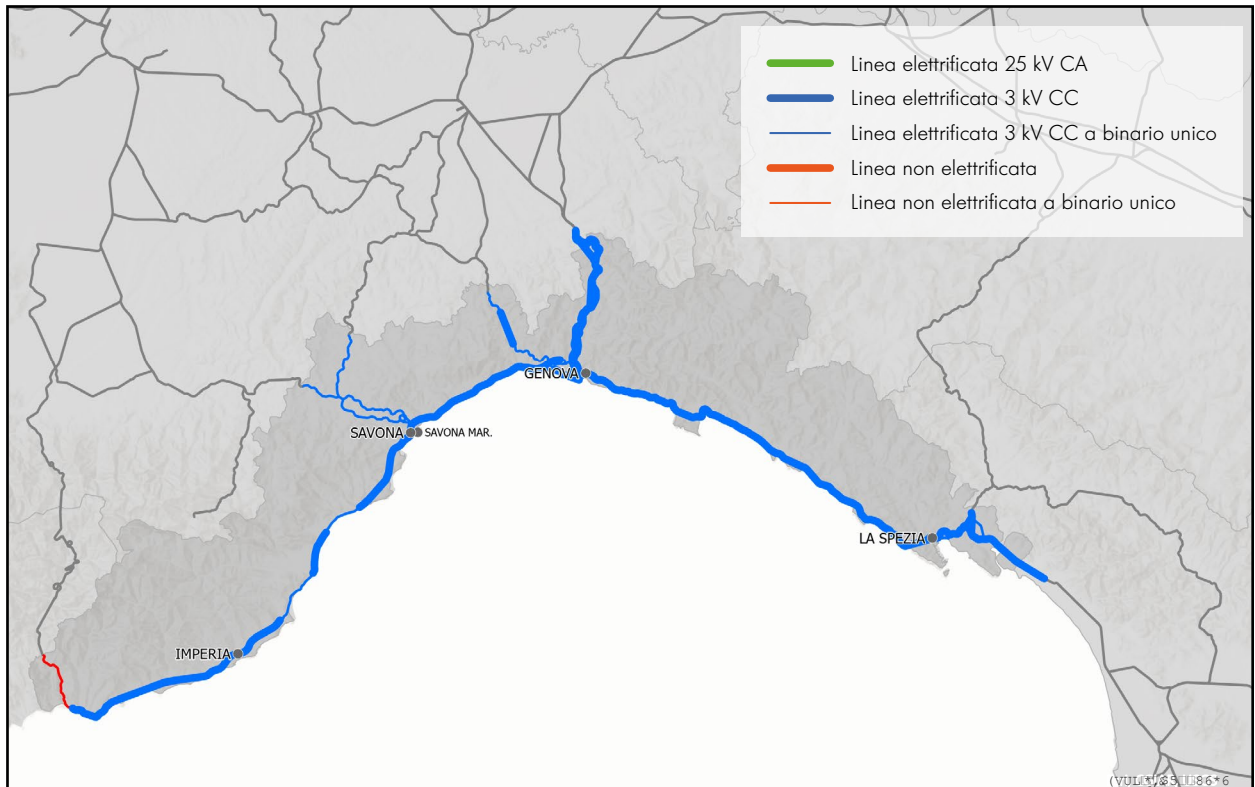 Linea elettrificata 25 kV CA
Linea elettrificata 3 kV CC
Linea elettrificata 3 kV CC a binario unico
Linea non elettrificata
Linea non elettrificata a binario unico
GENOVA
SAVONA
SAVONA MAR.
LA SPEZIA
IMPERIA